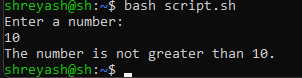 shreyash@sh:~$ bash script.sh
Enter a number:
10
The number is not greater than 10.
shreyash@sh:~$